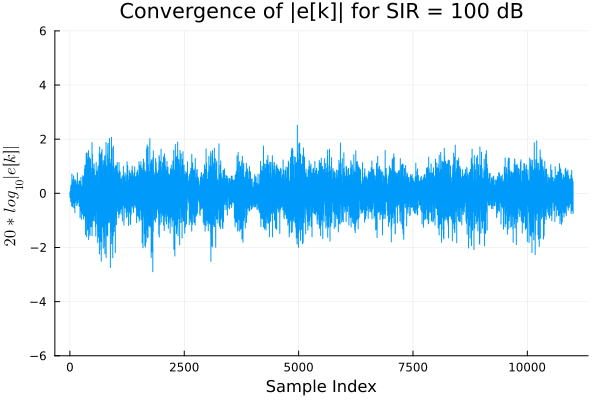 Convergence of |e[k]| for SIR = 100 dB
20 * log₁₀|e[k]|
6
4
2
0
−2
−4
−6
0 2500 5000 7500 10000
Sample Index